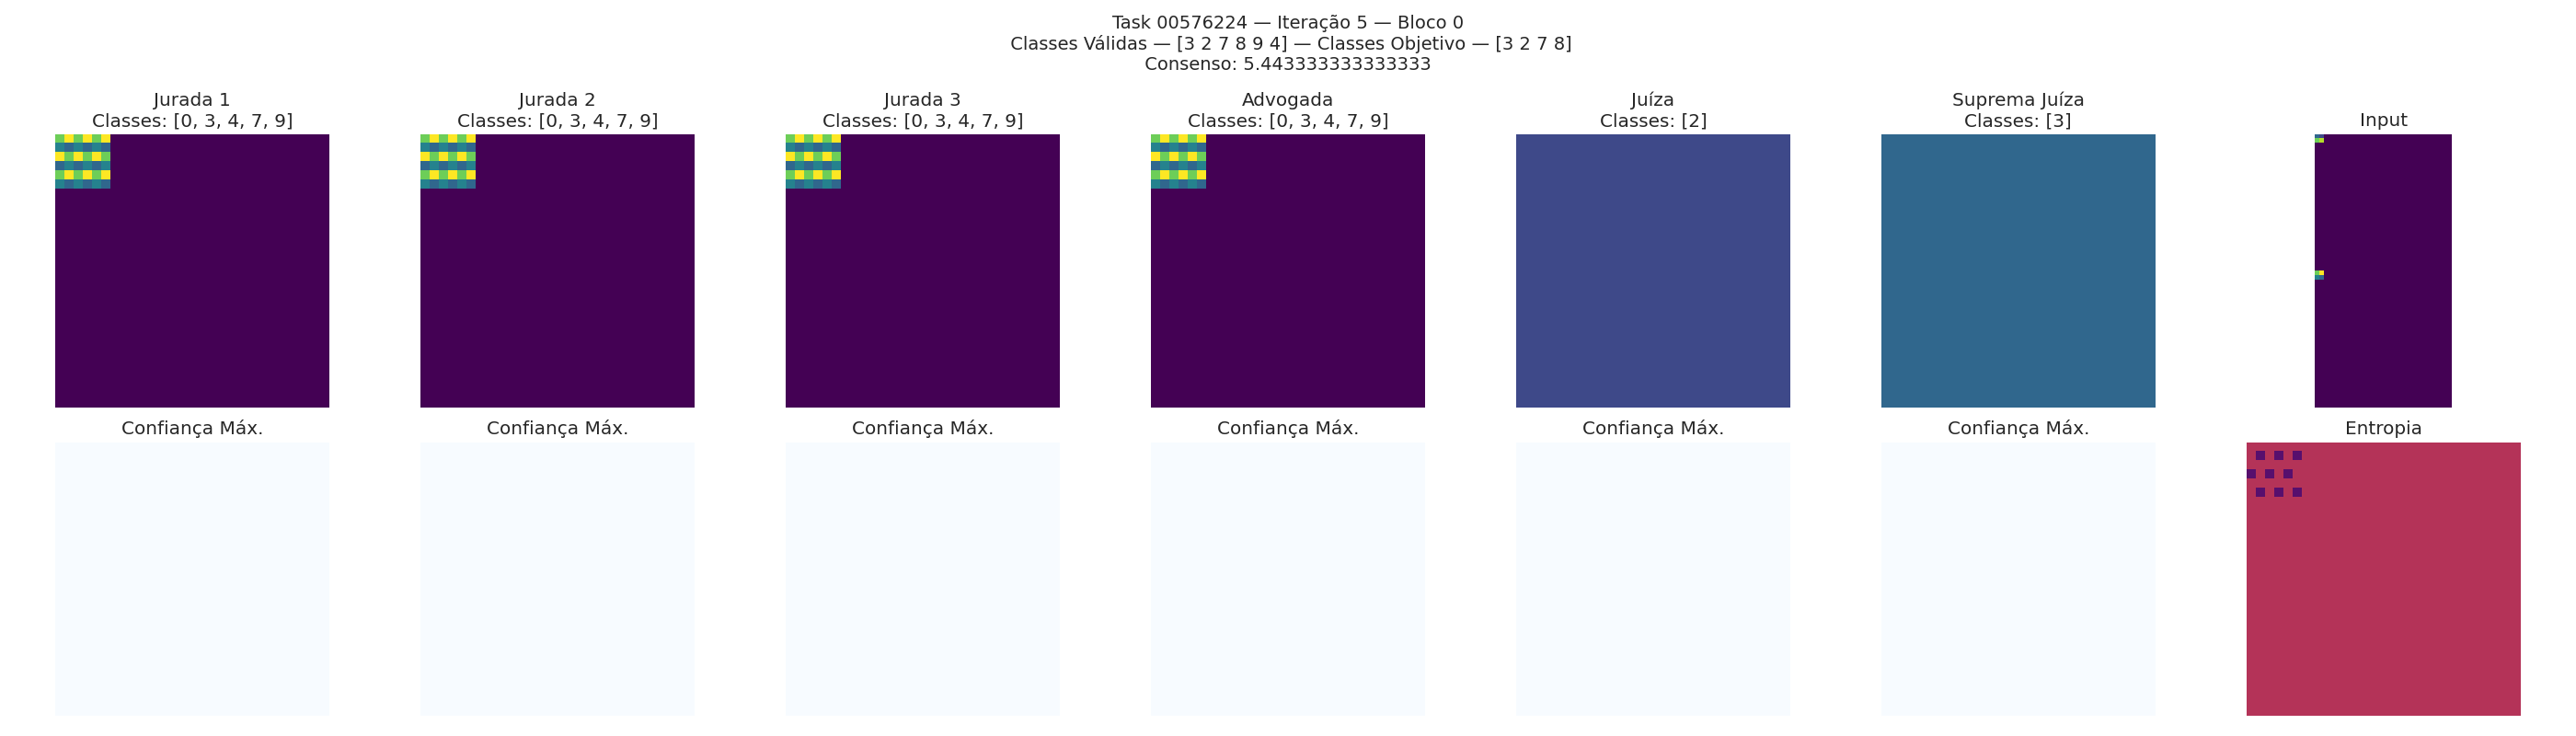 Task 00576224 — Iteração 5 — Bloco 0
Classes Válidas — [3 2 7 8 9 4] — Classes Objetivo — [3 2 7 8]
Consenso: 5.443333333333333
Jurada 1
Classes: [0, 3, 4, 7, 9]
Jurada 2
Classes: [0, 3, 4, 7, 9]
Jurada 3
Classes: [0, 3, 4, 7, 9]
Advogada
Classes: [0, 3, 4, 7, 9]
Juíza
Classes: [2]
Suprema Juíza
Classes: [3]
Input
Confiança Máx.
Confiança Máx.
Confiança Máx.
Confiança Máx.
Confiança Máx.
Confiança Máx.
Entropia